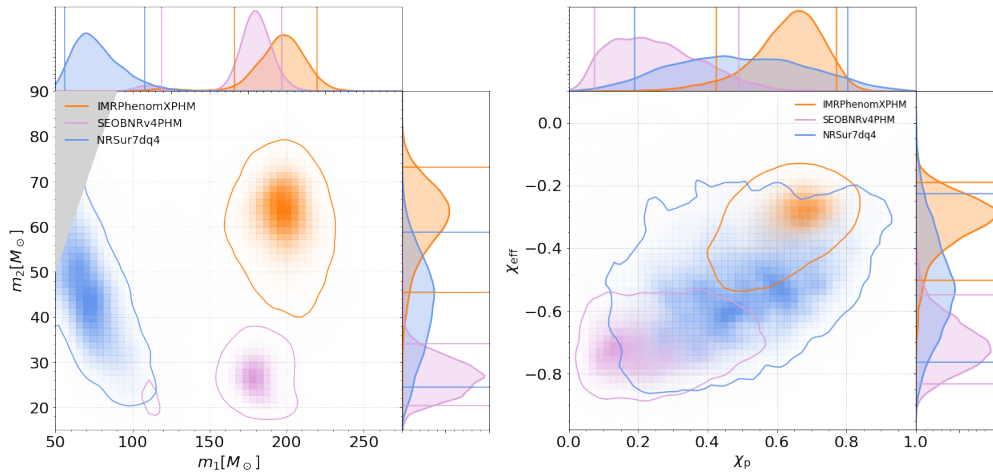 90
80
70
60
50
40
30
20
50
100
150
200
250
m₂[M⊙]
m₁[M⊙]
IMRPhenomXPHM
SEOBNRv4PHM
NRSur7dq4
0.0
−0.2
−0.4
−0.6
−0.8
0.0
0.2
0.4
0.6
0.8
1.0
χeff
χp
IMRPhenomXPHM
SEOBNRv4PHM
NRSur7dq4